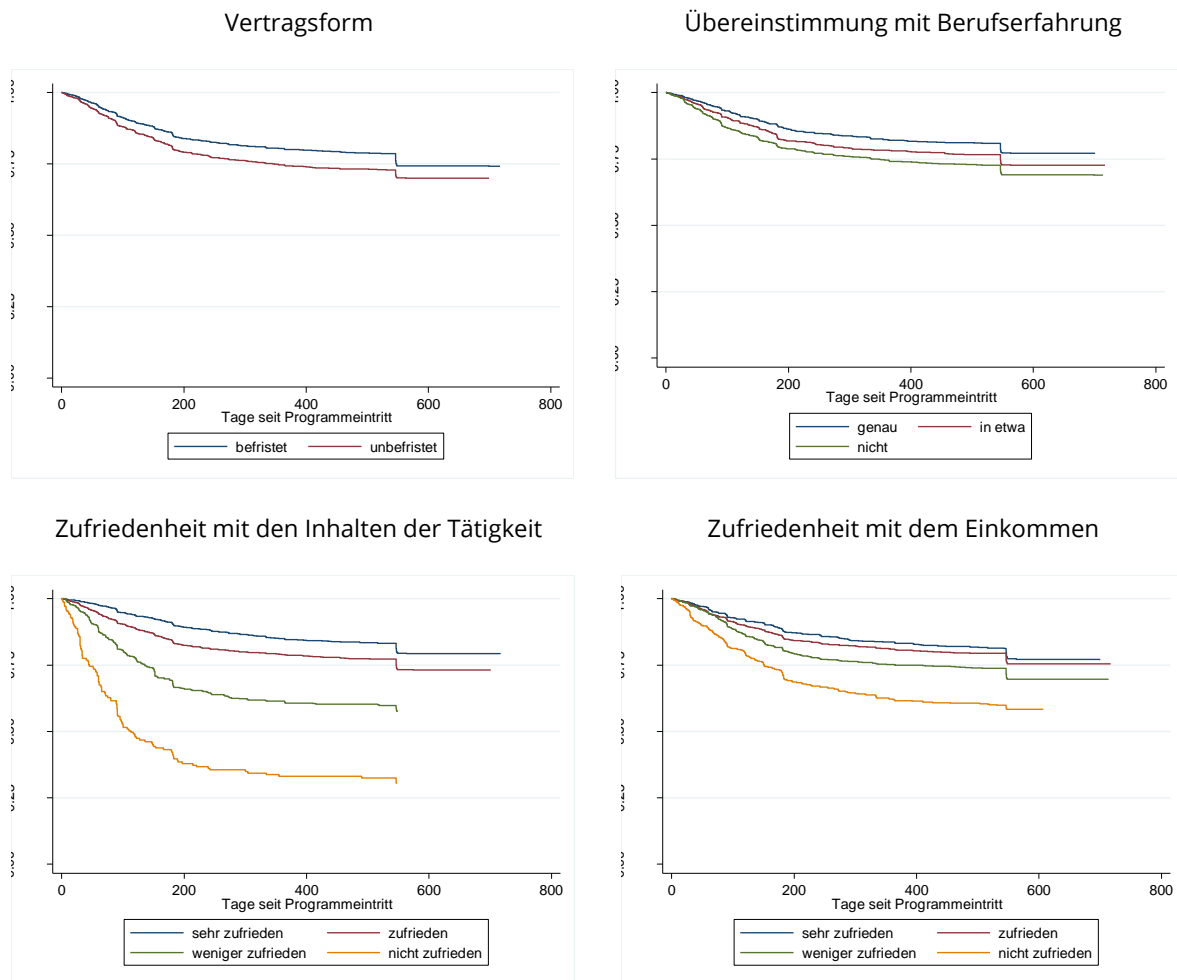 Vertragsform
Übereinstimmung mit Berufserfahrung
0 200 400 600 800
Tage seit Programmeintritt
befristet unbefristet
0 200 400 600 800
Tage seit Programmeintritt
genau in etwa
nicht
Zufriedenheit mit den Inhalten der Tätigkeit
Zufriedenheit mit dem Einkommen
0 200 400 600 800
Tage seit Programmeintritt
sehr zufrieden zufrieden
weniger zufrieden nicht zufrieden
0 200 400 600 800
Tage seit Programmeintritt
sehr zufrieden zufrieden
weniger zufrieden nicht zufrieden